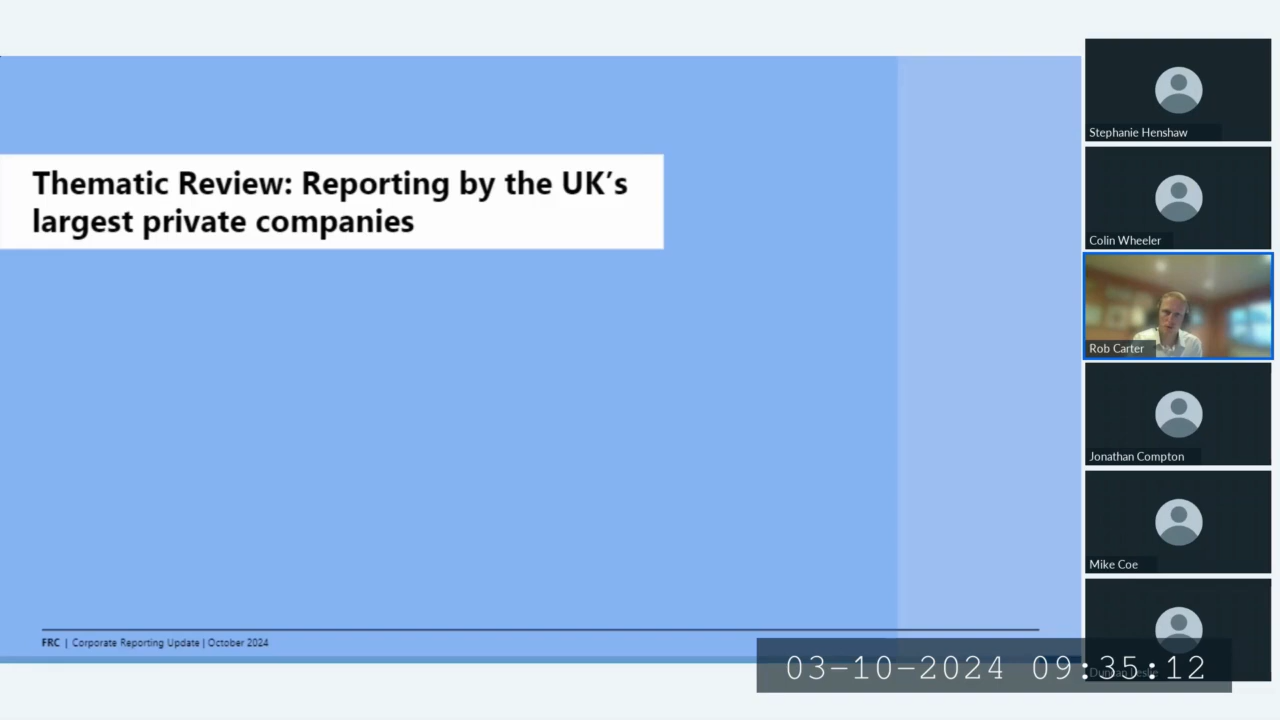 Thematic Review: Reporting by the UK’s
largest private companies
FRC | Corporate Reporting Update | October 2024
Stephanie Henshaw
Colin Wheeler
Rob Carter
Jonathan Compton
Mike Coe
03-10-2024 09:35:12